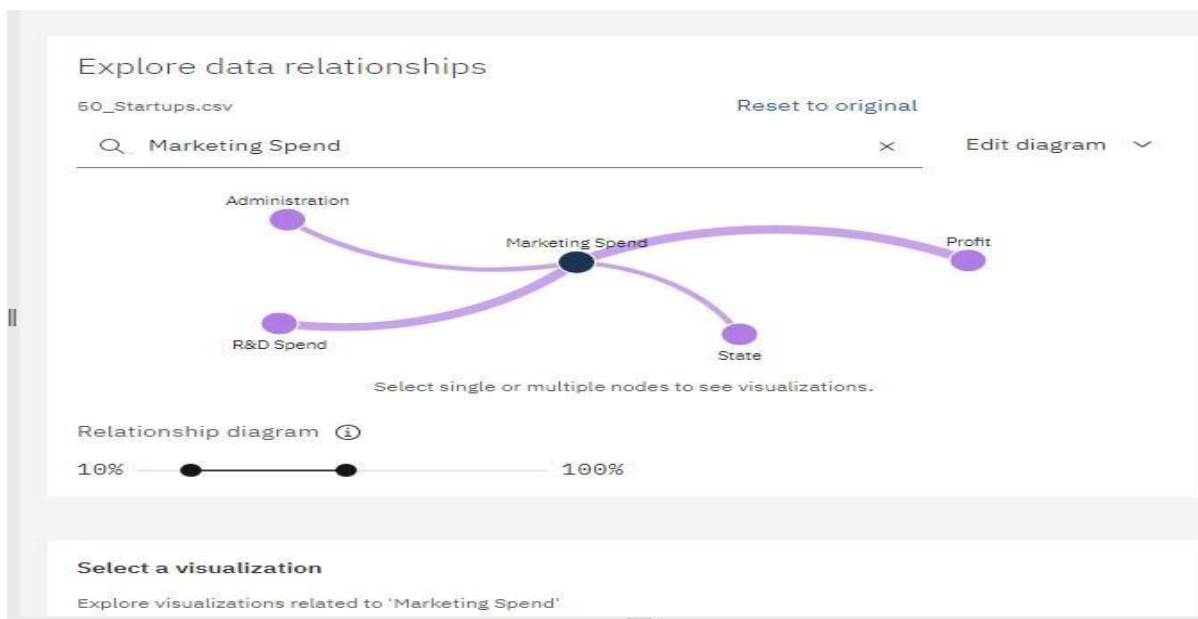 Explore data relationships
50_Startups.csv
Reset to original
Marketing Spend
Edit diagram
Administration
Marketing Spend
Profit
R&D Spend
State
Select single or multiple nodes to see visualizations.
Relationship diagram
10%
100%
Select a visualization
Explore visualizations related to 'Marketing Spend'